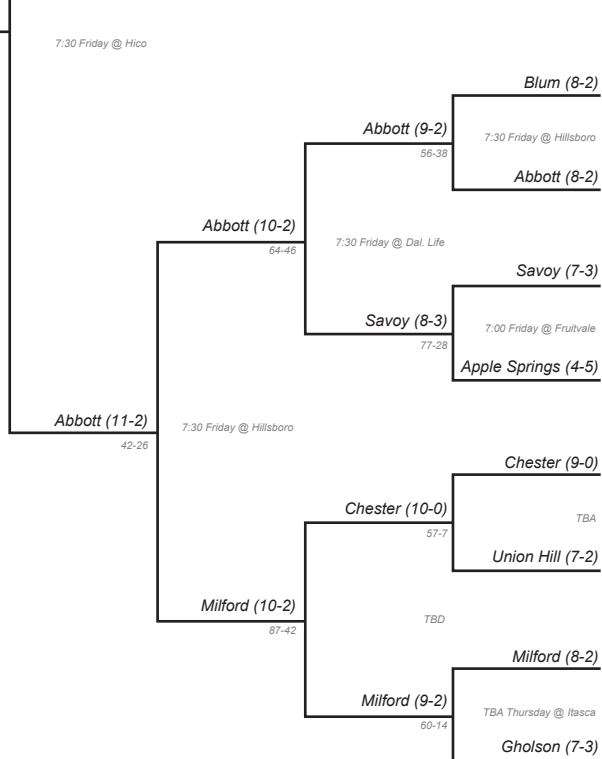 7:30 Friday @ Hico
Blum (8-2)
Abbott (9-2)
56-38
7:30 Friday @ Hillsboro
Abbott (8-2)
Abbott (10-2)
64-46
7:30 Friday @ Dal. Life
Savoy (7-3)
Savoy (8-3)
77-28
7:00 Friday @ Fruitvale
Apple Springs (4-5)
Abbott (11-2)
42-26
7:30 Friday @ Hillsboro
Chester (9-0)
Chester (10-0)
57-7
TBA
Union Hill (7-2)
Milford (10-2)
87-42
TBD
Milford (8-2)
Milford (9-2)
60-14
TBA Thursday @ Itasca
Gholson (7-3)